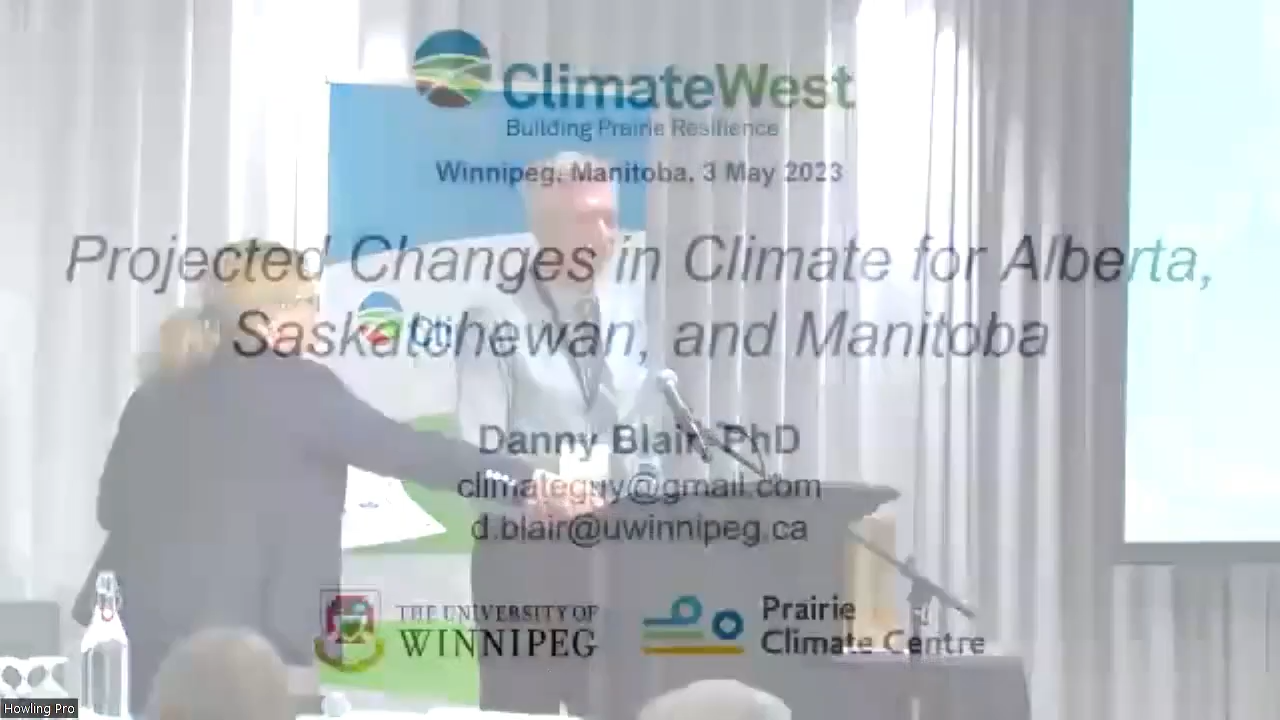 ClimateWest
Building Prairie Resilience
Winnipeg, Manitoba, 3 May 2023
Projected Changes in Climate for Alberta,
Saskatchewan, and Manitoba
Cli
Danny Blair, PhD
climateguy@gmail.com
d.blair@uwinnipeg.ca
THE UNIVERSITY OF
WINNIPEG
Prairie
Climate Centre
Howling Pro